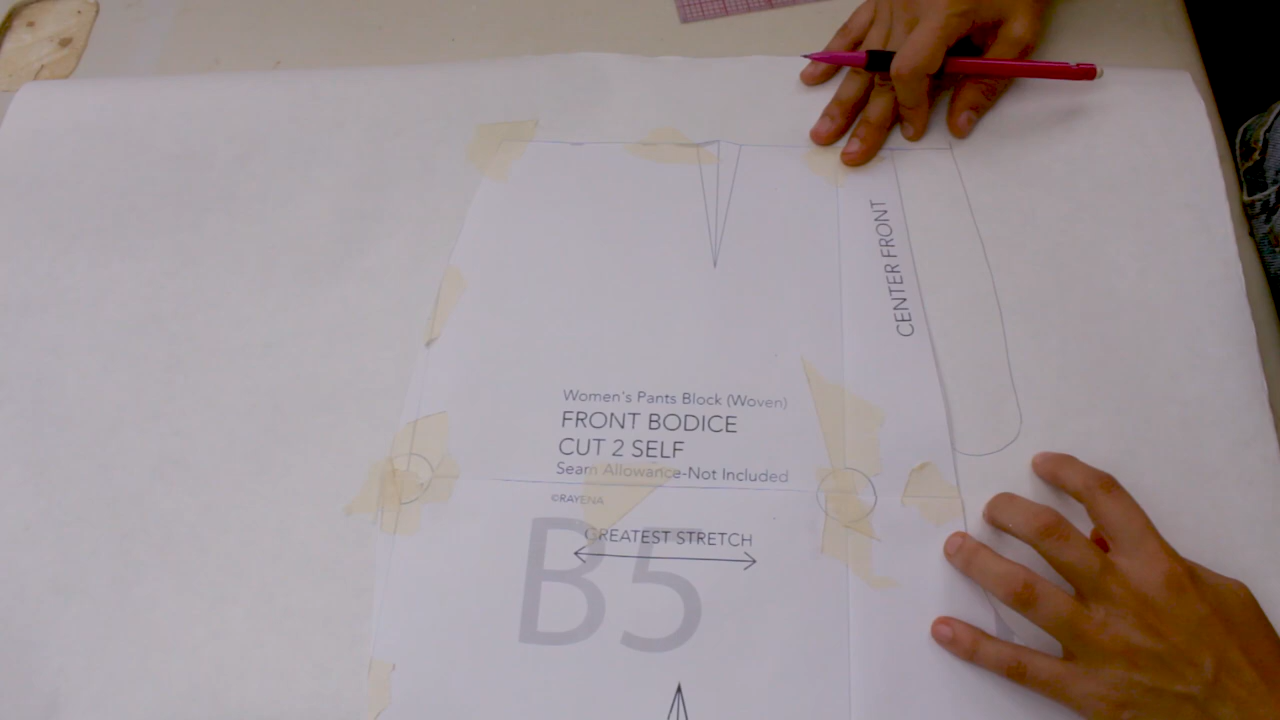 CENTER FRONT
Women's Pants Block (Woven)
FRONT BODICE
CUT 2 SELF
Seam Allowance-Not Included
©RAYENA
GREATEST STRETCH
B5